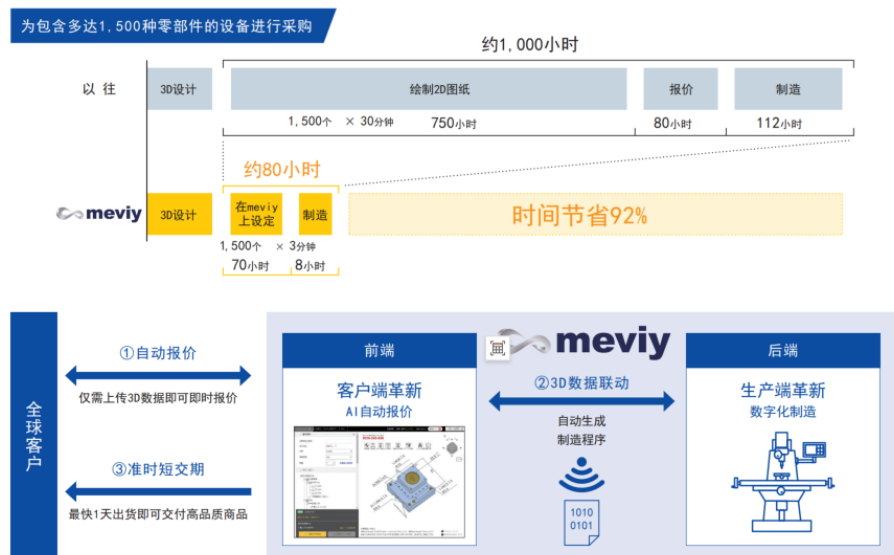 为包含多达1,500种零部件的设备进行采购
约1,000小时
以 往
3D设计
绘制2D图纸
报价
制造
1,500个 × 30分钟 750小时
80小时
112小时
约80小时
meviy
3D设计
在meviy
上设定
制造
时间节省92%
1,500个 × 3分钟
70小时
8小时
全球客户
①自动报价
仅需上传3D数据即可即时报价
③准时短交期
最快1天出货即可交付高品质商品
meviy
前端
客户端革新
AI自动报价
②3D数据联动
自动生成
制造程序
1010
0101
后端
生产端革新
数字化制造